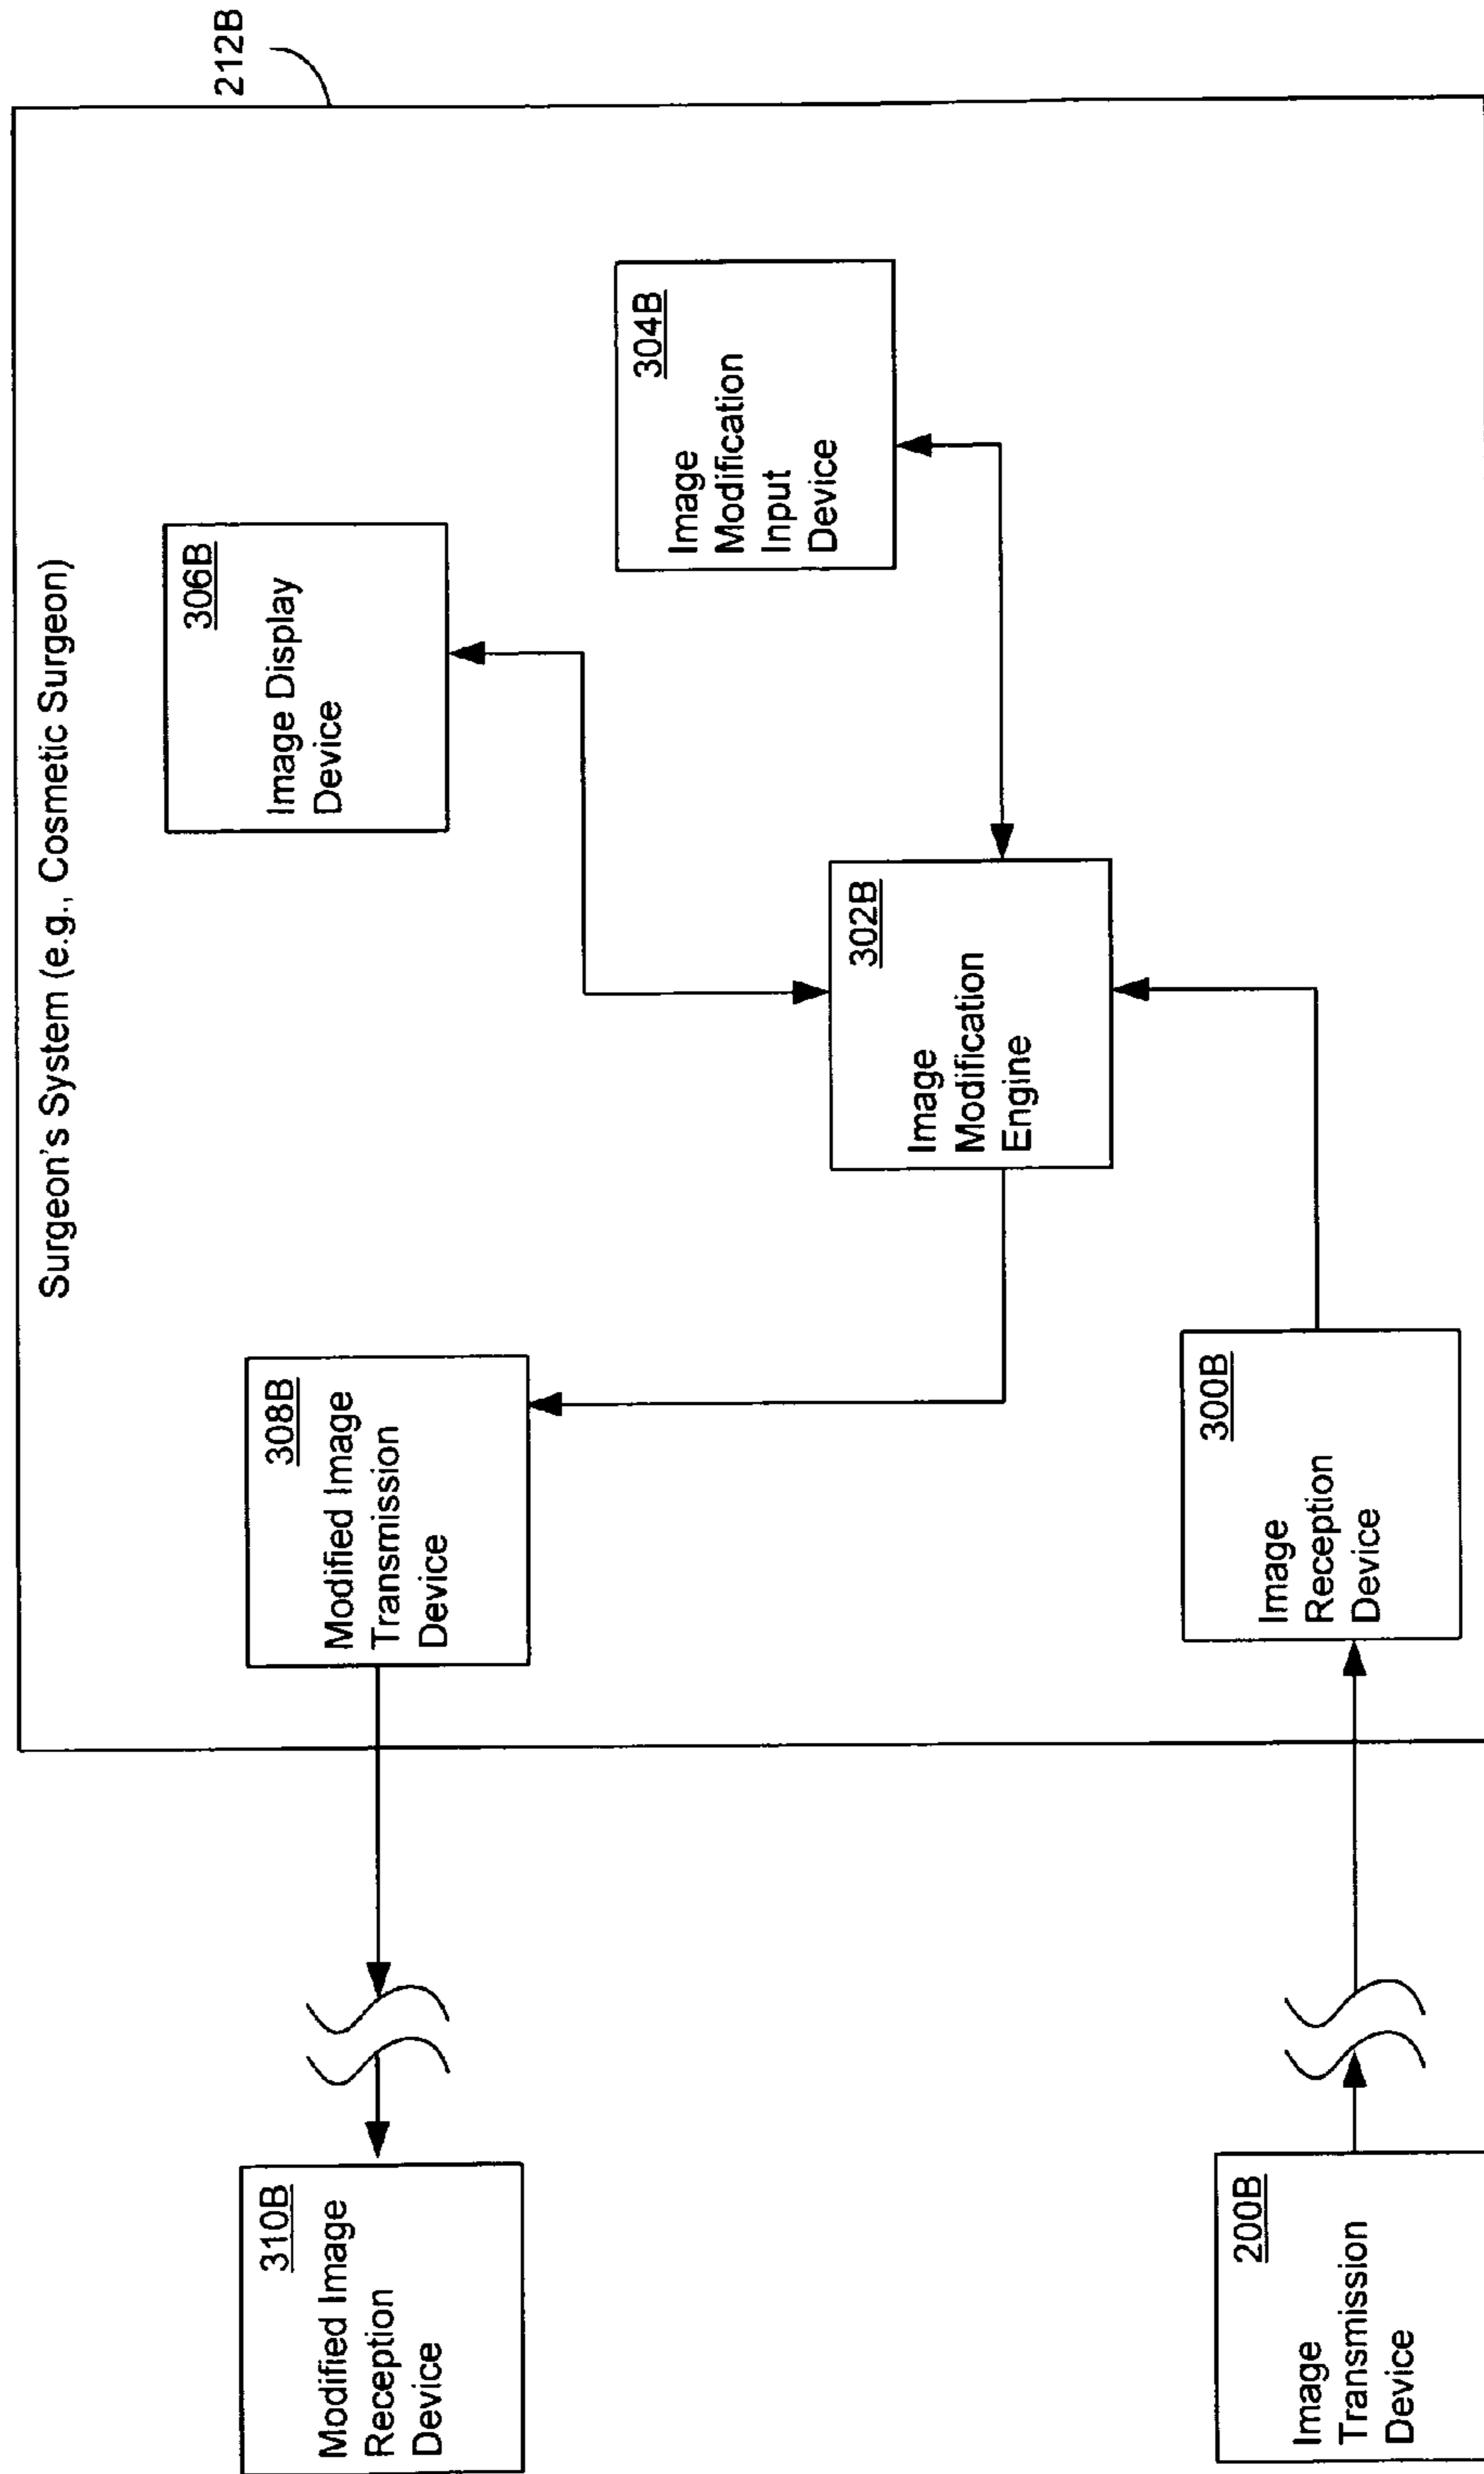 212B
Surgeon's System (e.g., Cosmetic Surgeon)
310B
Modified Image
Reception
Device
308B
Modified Image
Transmission
Device
306B
Image Display
Device
304B
Image
Modification
Input
Device
302B
Image
Modification
Engine
200B
Image
Transmission
Device
300B
Image
Reception
Device